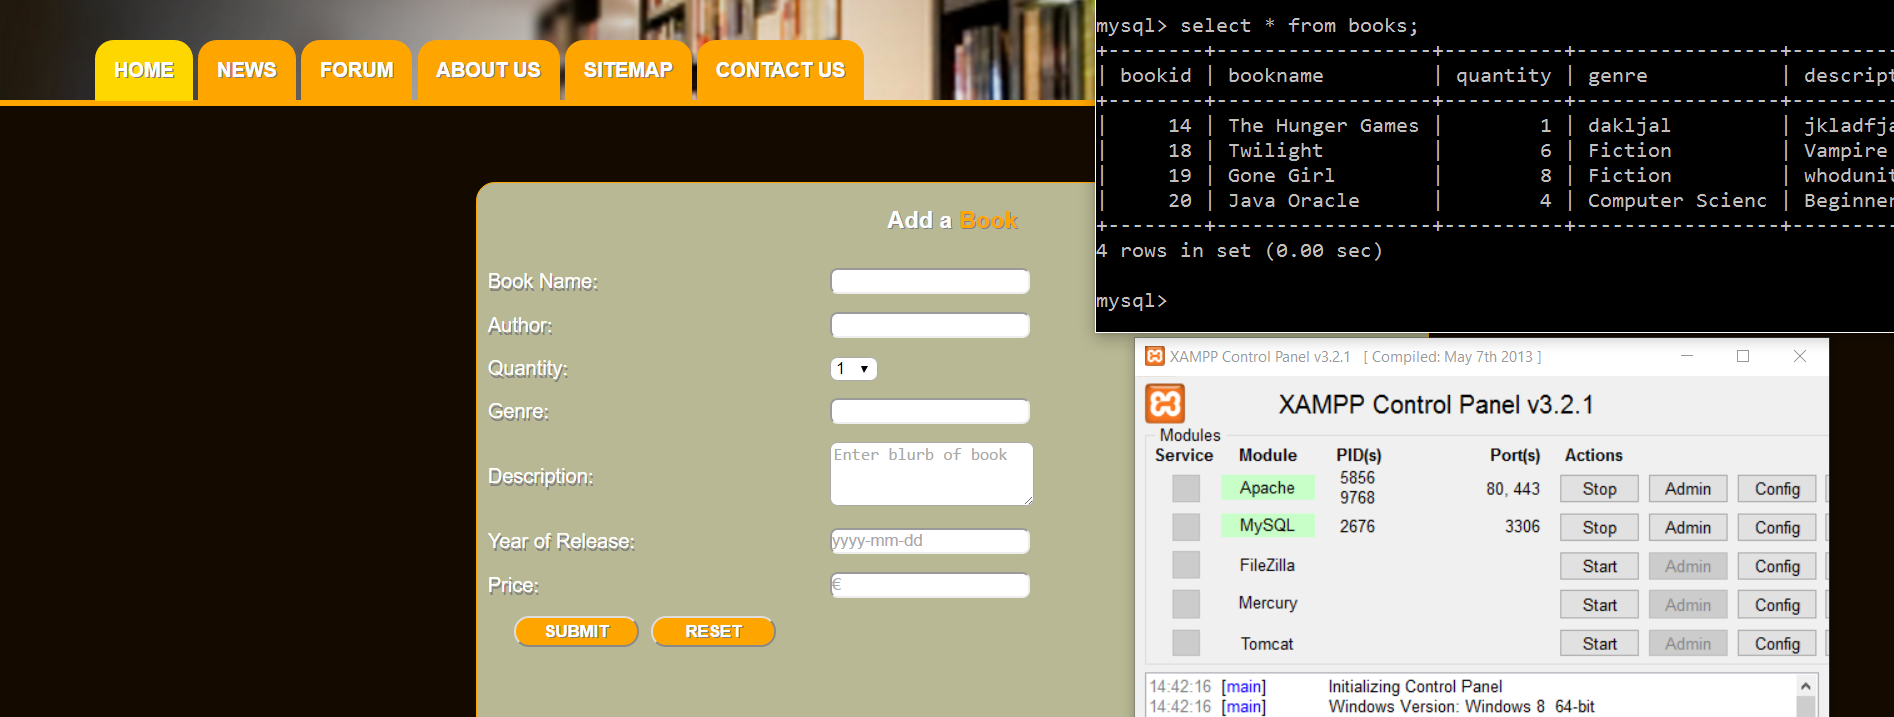 HOME NEWS FORUM ABOUT US SITEMAP CONTACT US
Add a Book
Book Name:
Author:
Quantity: 1
Genre:
Description: Enter blurb of book
Year of Release: yyyy-mm-dd
Price: €
SUBMIT RESET
mysql> select * from books;
+--------+-------------------+----------+-----------------+---------
| bookid | bookname | quantity | genre | descript
+--------+-------------------+----------+-----------------+---------
| 14 | The Hunger Games | 1 | dakljal | jkladfja
| 18 | Twilight | 6 | Fiction | Vampire
| 19 | Gone Girl | 8 | Fiction | whodunit
| 20 | Java Oracle | 4 | Computer Scienc | Beginner
+--------+-------------------+----------+-----------------+---------
4 rows in set (0.00 sec)
mysql>
XAMPP Control Panel v3.2.1 [ Compiled: May 7th 2013 ]
XAMPP Control Panel v3.2.1
Modules
Service Module PID(s) Port(s) Actions
Apache 5856 9768 80, 443 Stop Admin Config
MySQL 2676 3306 Stop Admin Config
FileZilla Start Admin Config
Mercury Start Admin Config
Tomcat Start Admin Config
14:42:16 [main] Initializing Control Panel
14:42:16 [main] Windows Version: Windows 8 64-bit